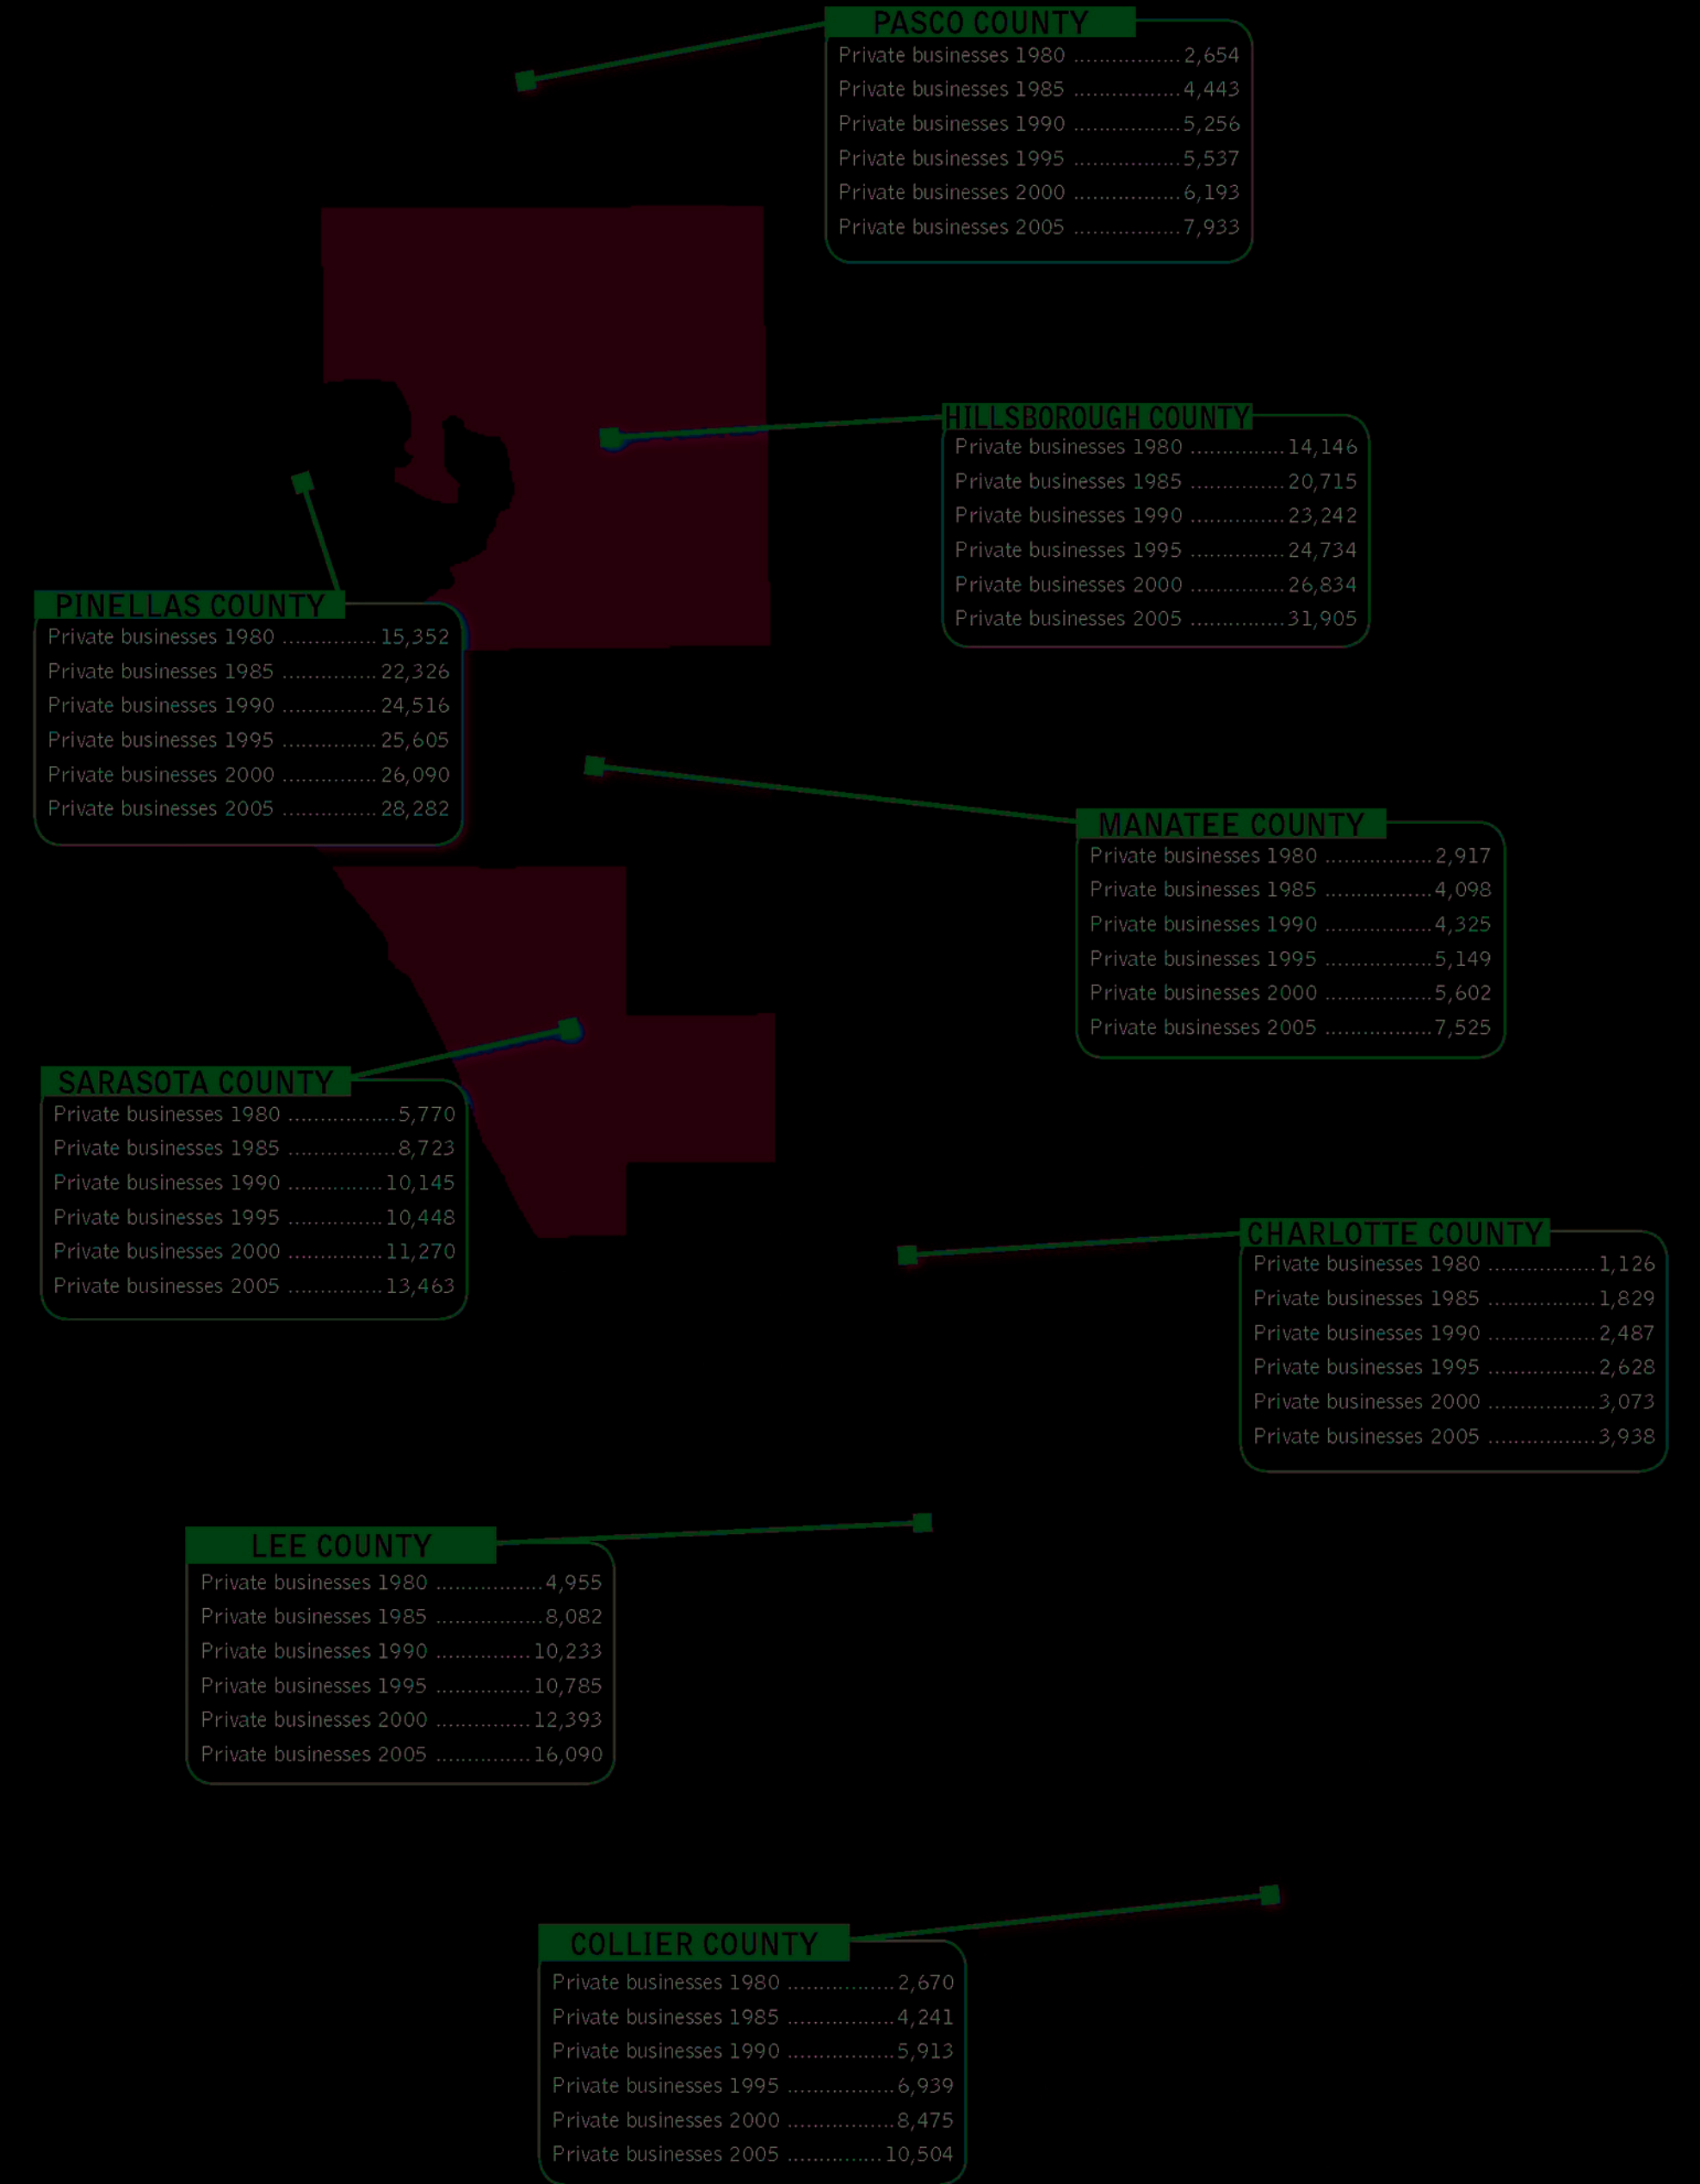 PASCO COUNTY
Private businesses 1980 .................2,654
Private businesses 1985 .................4,443
Private businesses 1990 .................5,256
Private businesses 1995 .................5,537
Private businesses 2000 .................6,193
Private businesses 2005 .................7,933
HILLSBOROUGH COUNTY
Private businesses 1980 ...............14,146
Private businesses 1985 ...............20,715
Private businesses 1990 ...............23,242
Private businesses 1995 ...............24,734
Private businesses 2000 ...............26,834
Private businesses 2005 ...............31,905
PINELLAS COUNTY
Private businesses 1980 ...............15,352
Private businesses 1985 ...............22,326
Private businesses 1990 ...............24,516
Private businesses 1995 ...............25,605
Private businesses 2000 ...............26,090
Private businesses 2005 ...............28,282
MANATEE COUNTY
Private businesses 1980 .................2,917
Private businesses 1985 .................4,098
Private businesses 1990 .................4,325
Private businesses 1995 .................5,149
Private businesses 2000 .................5,602
Private businesses 2005 .................7,525
SARASOTA COUNTY
Private businesses 1980 .................5,770
Private businesses 1985 .................8,723
Private businesses 1990 ...............10,145
Private businesses 1995 ...............10,448
Private businesses 2000 ...............11,270
Private businesses 2005 ...............13,463
CHARLOTTE COUNTY
Private businesses 1980 .................1,126
Private businesses 1985 .................1,829
Private businesses 1990 .................2,487
Private businesses 1995 .................2,628
Private businesses 2000 .................3,073
Private businesses 2005 .................3,938
LEE COUNTY
Private businesses 1980 .................4,955
Private businesses 1985 .................8,082
Private businesses 1990 ...............10,233
Private businesses 1995 ...............10,785
Private businesses 2000 ...............12,393
Private businesses 2005 ...............16,090
COLLIER COUNTY
Private businesses 1980 .................2,670
Private businesses 1985 .................4,241
Private businesses 1990 .................5,913
Private businesses 1995 .................6,939
Private businesses 2000 .................8,475
Private businesses 2005 ...............10,504